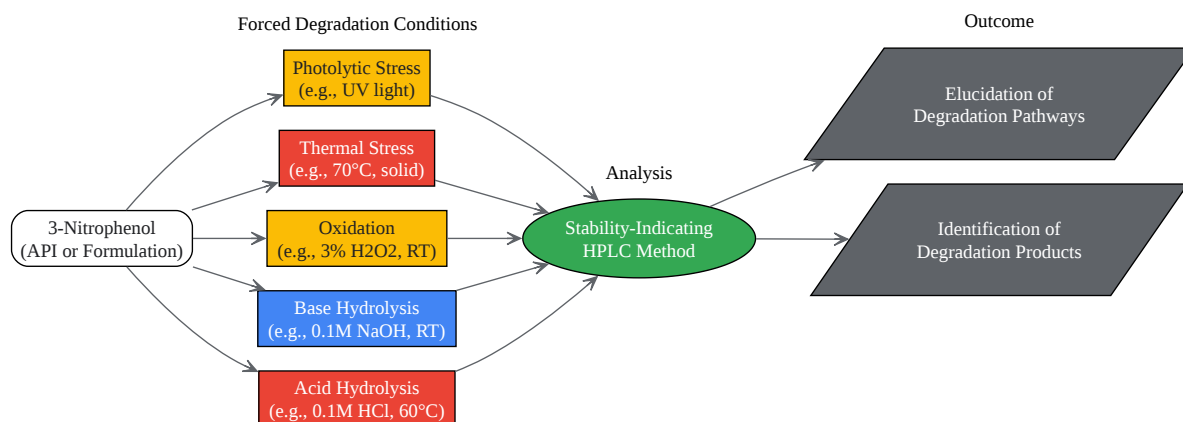 Forced Degradation Conditions
Outcome
Photolytic Stress
(e.g., UV light)
Elucidation of
Degradation Pathways
Thermal Stress
(e.g., 70°C, solid)
Analysis
3-Nitrophenol
(API or Formulation)
Oxidation
(e.g., 3% H2O2, RT)
Stability-Indicating
HPLC Method
Identification of
Degradation Products
Base Hydrolysis
(e.g., 0.1M NaOH, RT)
Acid Hydrolysis
(e.g., 0.1M HCl, 60°C)